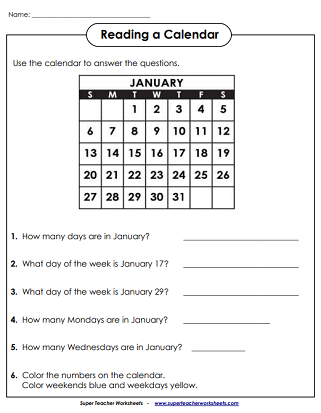 Name:
Reading a Calendar
Use the calendar to answer the questions.
JANUARY
S M T W T F S
1 2 3 4 5
6 7 8 9 10 11 12
13 14 15 16 17 18 19
20 21 22 23 24 25 26
27 28 29 30 31
1. How many days are in January?
2. What day of the week is January 17?
3. What day of the week is January 29?
4. How many Mondays are in January?
5. How many Wednesdays are in January?
6. Color the numbers on the calendar.
Color weekends blue and weekdays yellow.
Super Teacher Worksheets - www.superteacherworksheets.com